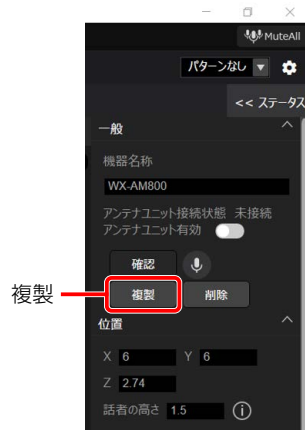 MuteAll
パターンなし
<< ステータス
一般
機器名称
WX-AM800
アンテナユニット接続状態 未接続
アンテナユニット有効
確認
複製
複製 削除
位置
X 6 Y 6
Z 2.74
話者の高さ 1.5